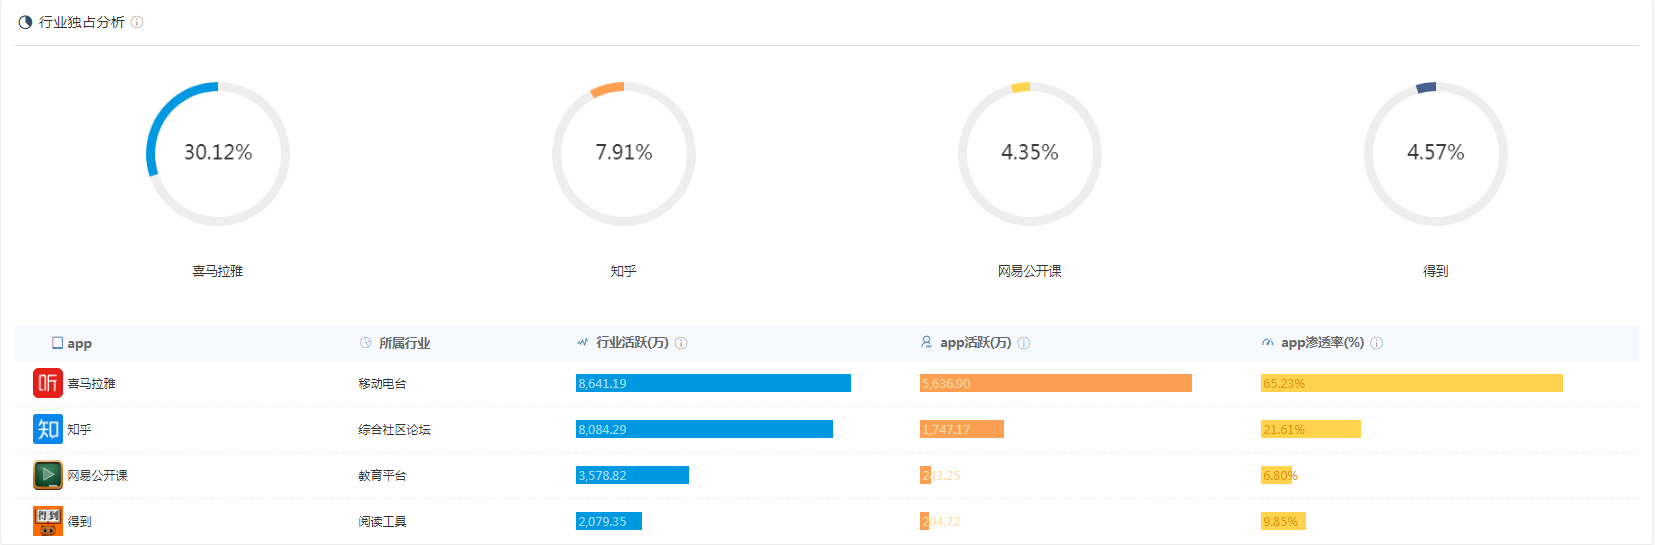 行业独占分析
30.12% 7.91% 4.35% 4.57%
喜马拉雅 知乎 网易公开课 得到
app 所属行业 行业活跃(万) app活跃(万) app渗透率(%)
听 喜马拉雅 移动电台 8,641.19 5,636.90 65.23%
知 知乎 综合社区论坛 8,084.29 1,747.17 21.61%
网易公开课 教育平台 3,578.82 243.25 6.80%
得到 得到 阅读工具 2,079.35 204.72 9.85%